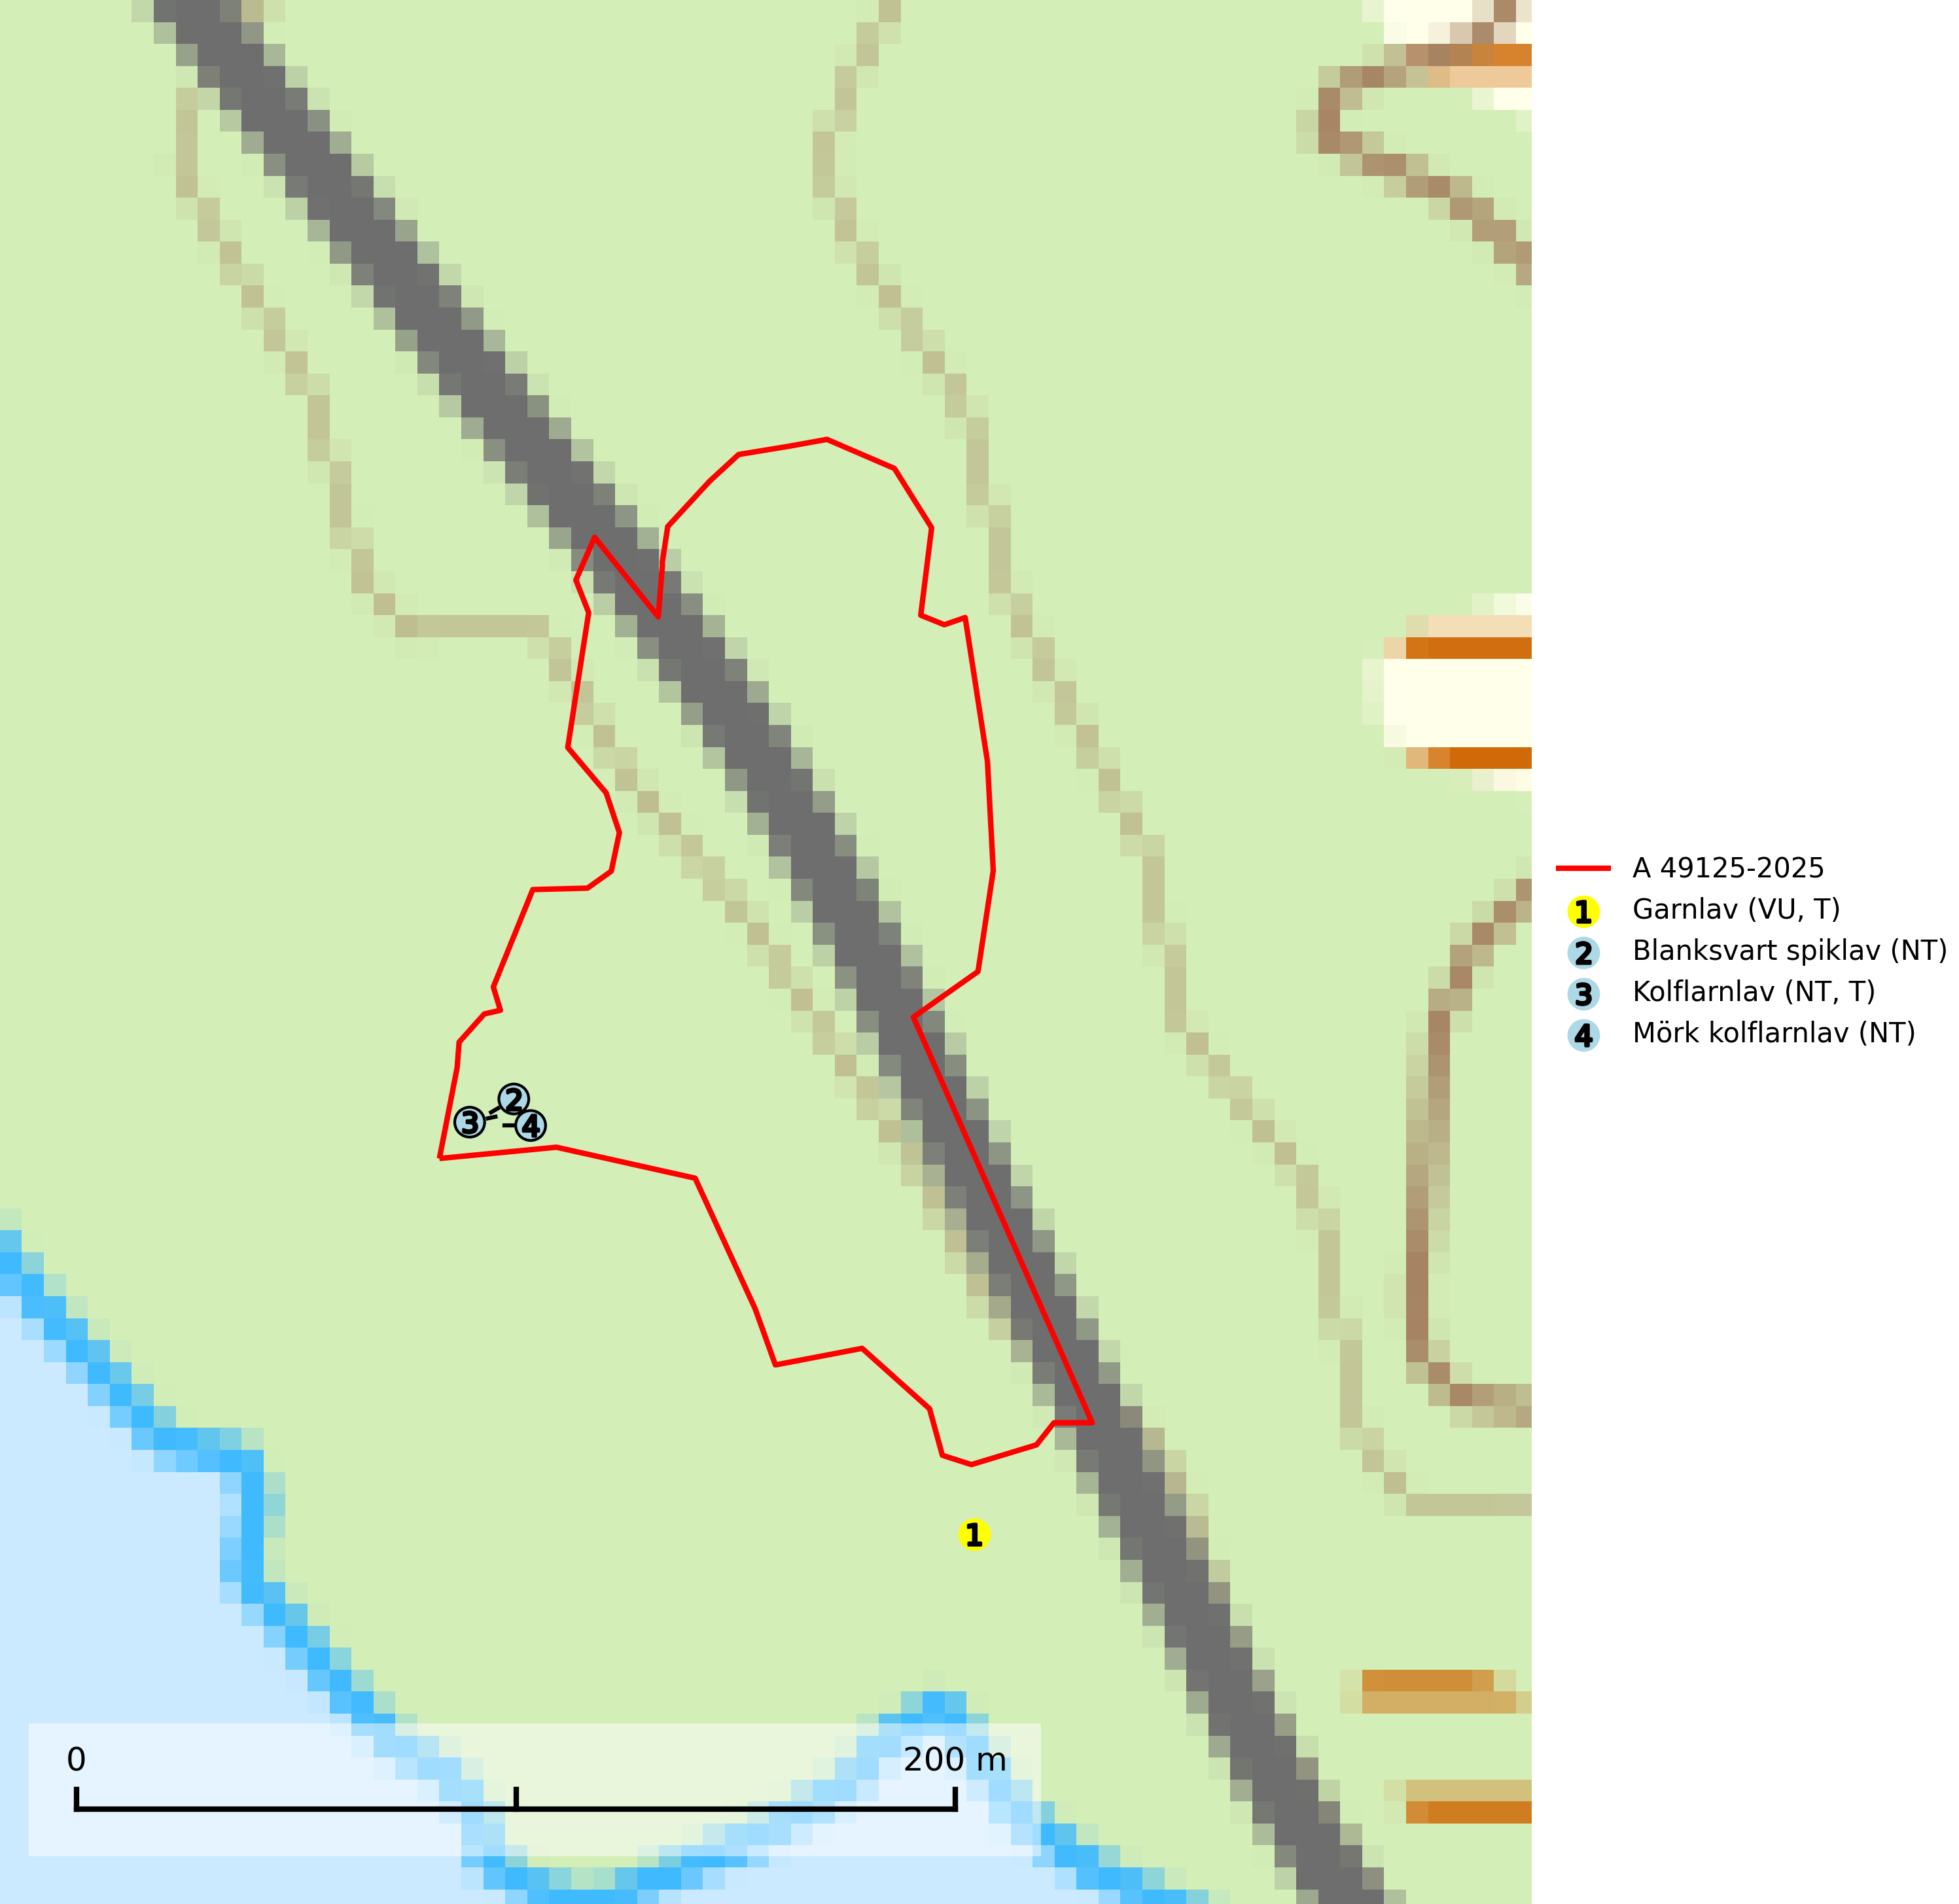 2
3
4
1
0
200 m
A 49125-2025
1 Garnlav (VU, T)
2 Blanksvart spiklav (NT)
3 Kolflarnlav (NT, T)
4 Mörk kolflarnlav (NT)